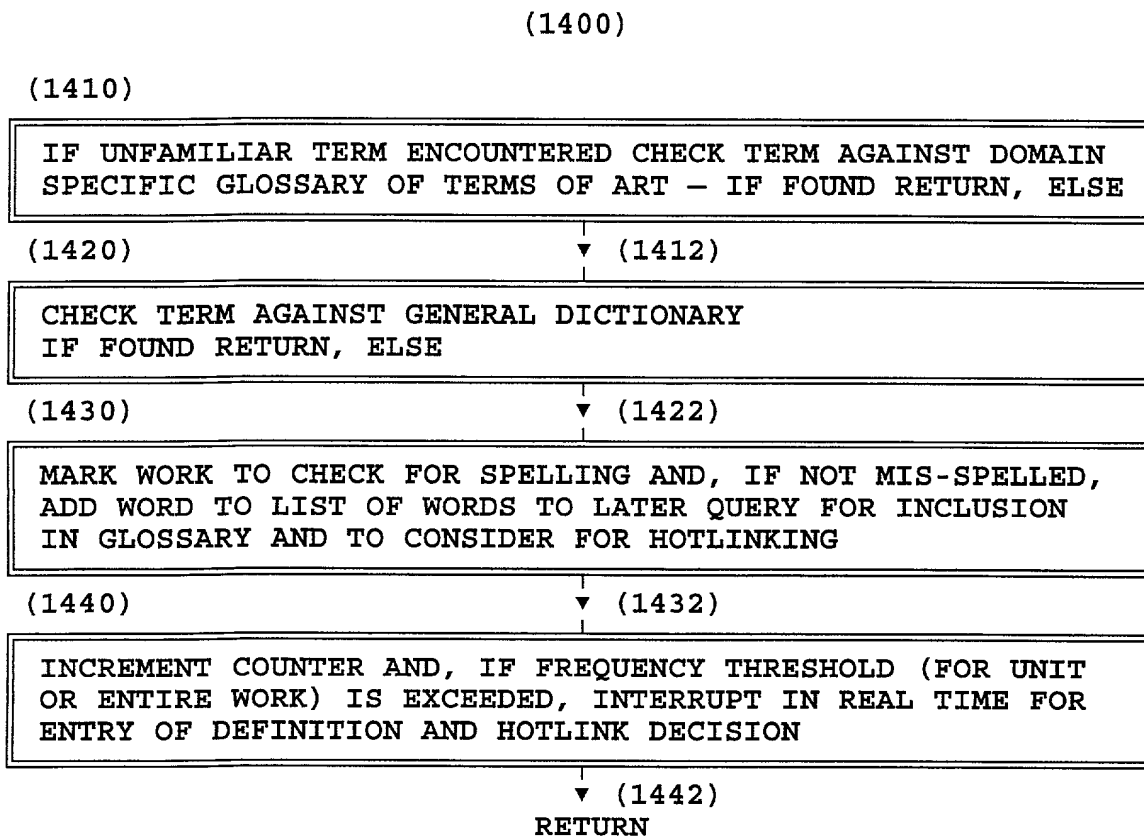 (1400)
(1410)
IF UNFAMILIAR TERM ENCOUNTERED CHECK TERM AGAINST DOMAIN
SPECIFIC GLOSSARY OF TERMS OF ART — IF FOUND RETURN, ELSE
(1420) (1412)
CHECK TERM AGAINST GENERAL DICTIONARY
IF FOUND RETURN, ELSE
(1430) (1422)
MARK WORK TO CHECK FOR SPELLING AND, IF NOT MIS-SPELLED,
ADD WORD TO LIST OF WORDS TO LATER QUERY FOR INCLUSION
IN GLOSSARY AND TO CONSIDER FOR HOTLINKING
(1440) (1432)
INCREMENT COUNTER AND, IF FREQUENCY THRESHOLD (FOR UNIT
OR ENTIRE WORK) IS EXCEEDED, INTERRUPT IN REAL TIME FOR
ENTRY OF DEFINITION AND HOTLINK DECISION
(1442)
RETURN